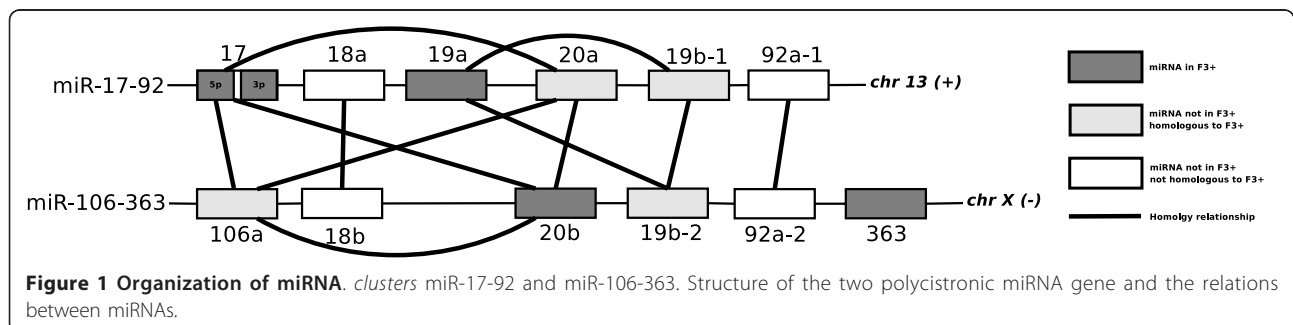 17 18a 19a 20a 19b-1 92a-1
miR-17-92 5p 3p chr 13 (+)
miR-106-363 chr X (-)
106a 18b 20b 19b-2 92a-2 363
miRNA in F3+
miRNA not in F3+
homologous to F3+
miRNA not in F3+
not homologous to F3+
Homolgy relationship
Figure 1 Organization of miRNA. clusters miR-17-92 and miR-106-363. Structure of the two polycistronic miRNA gene and the relations
between miRNAs.